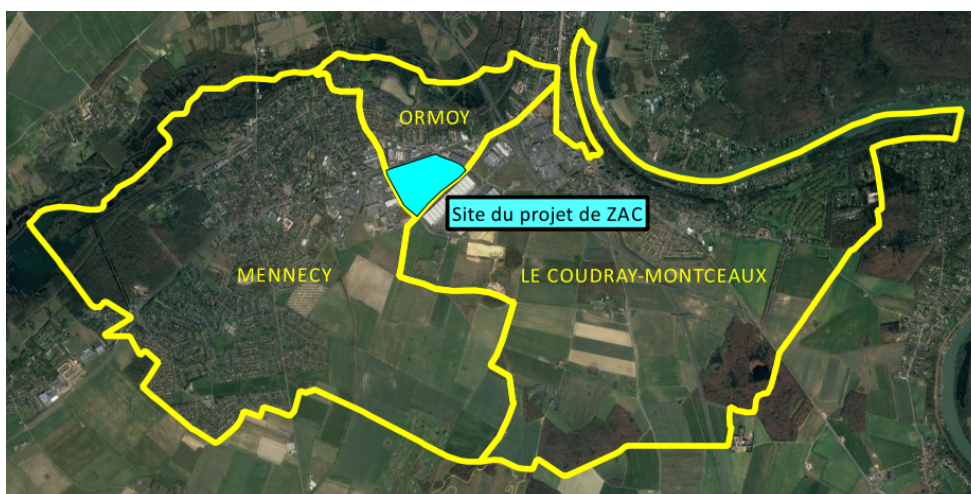 ORMOY
Site du projet de ZAC
MENNECY
LE COUDRAY-MONTCEAUX